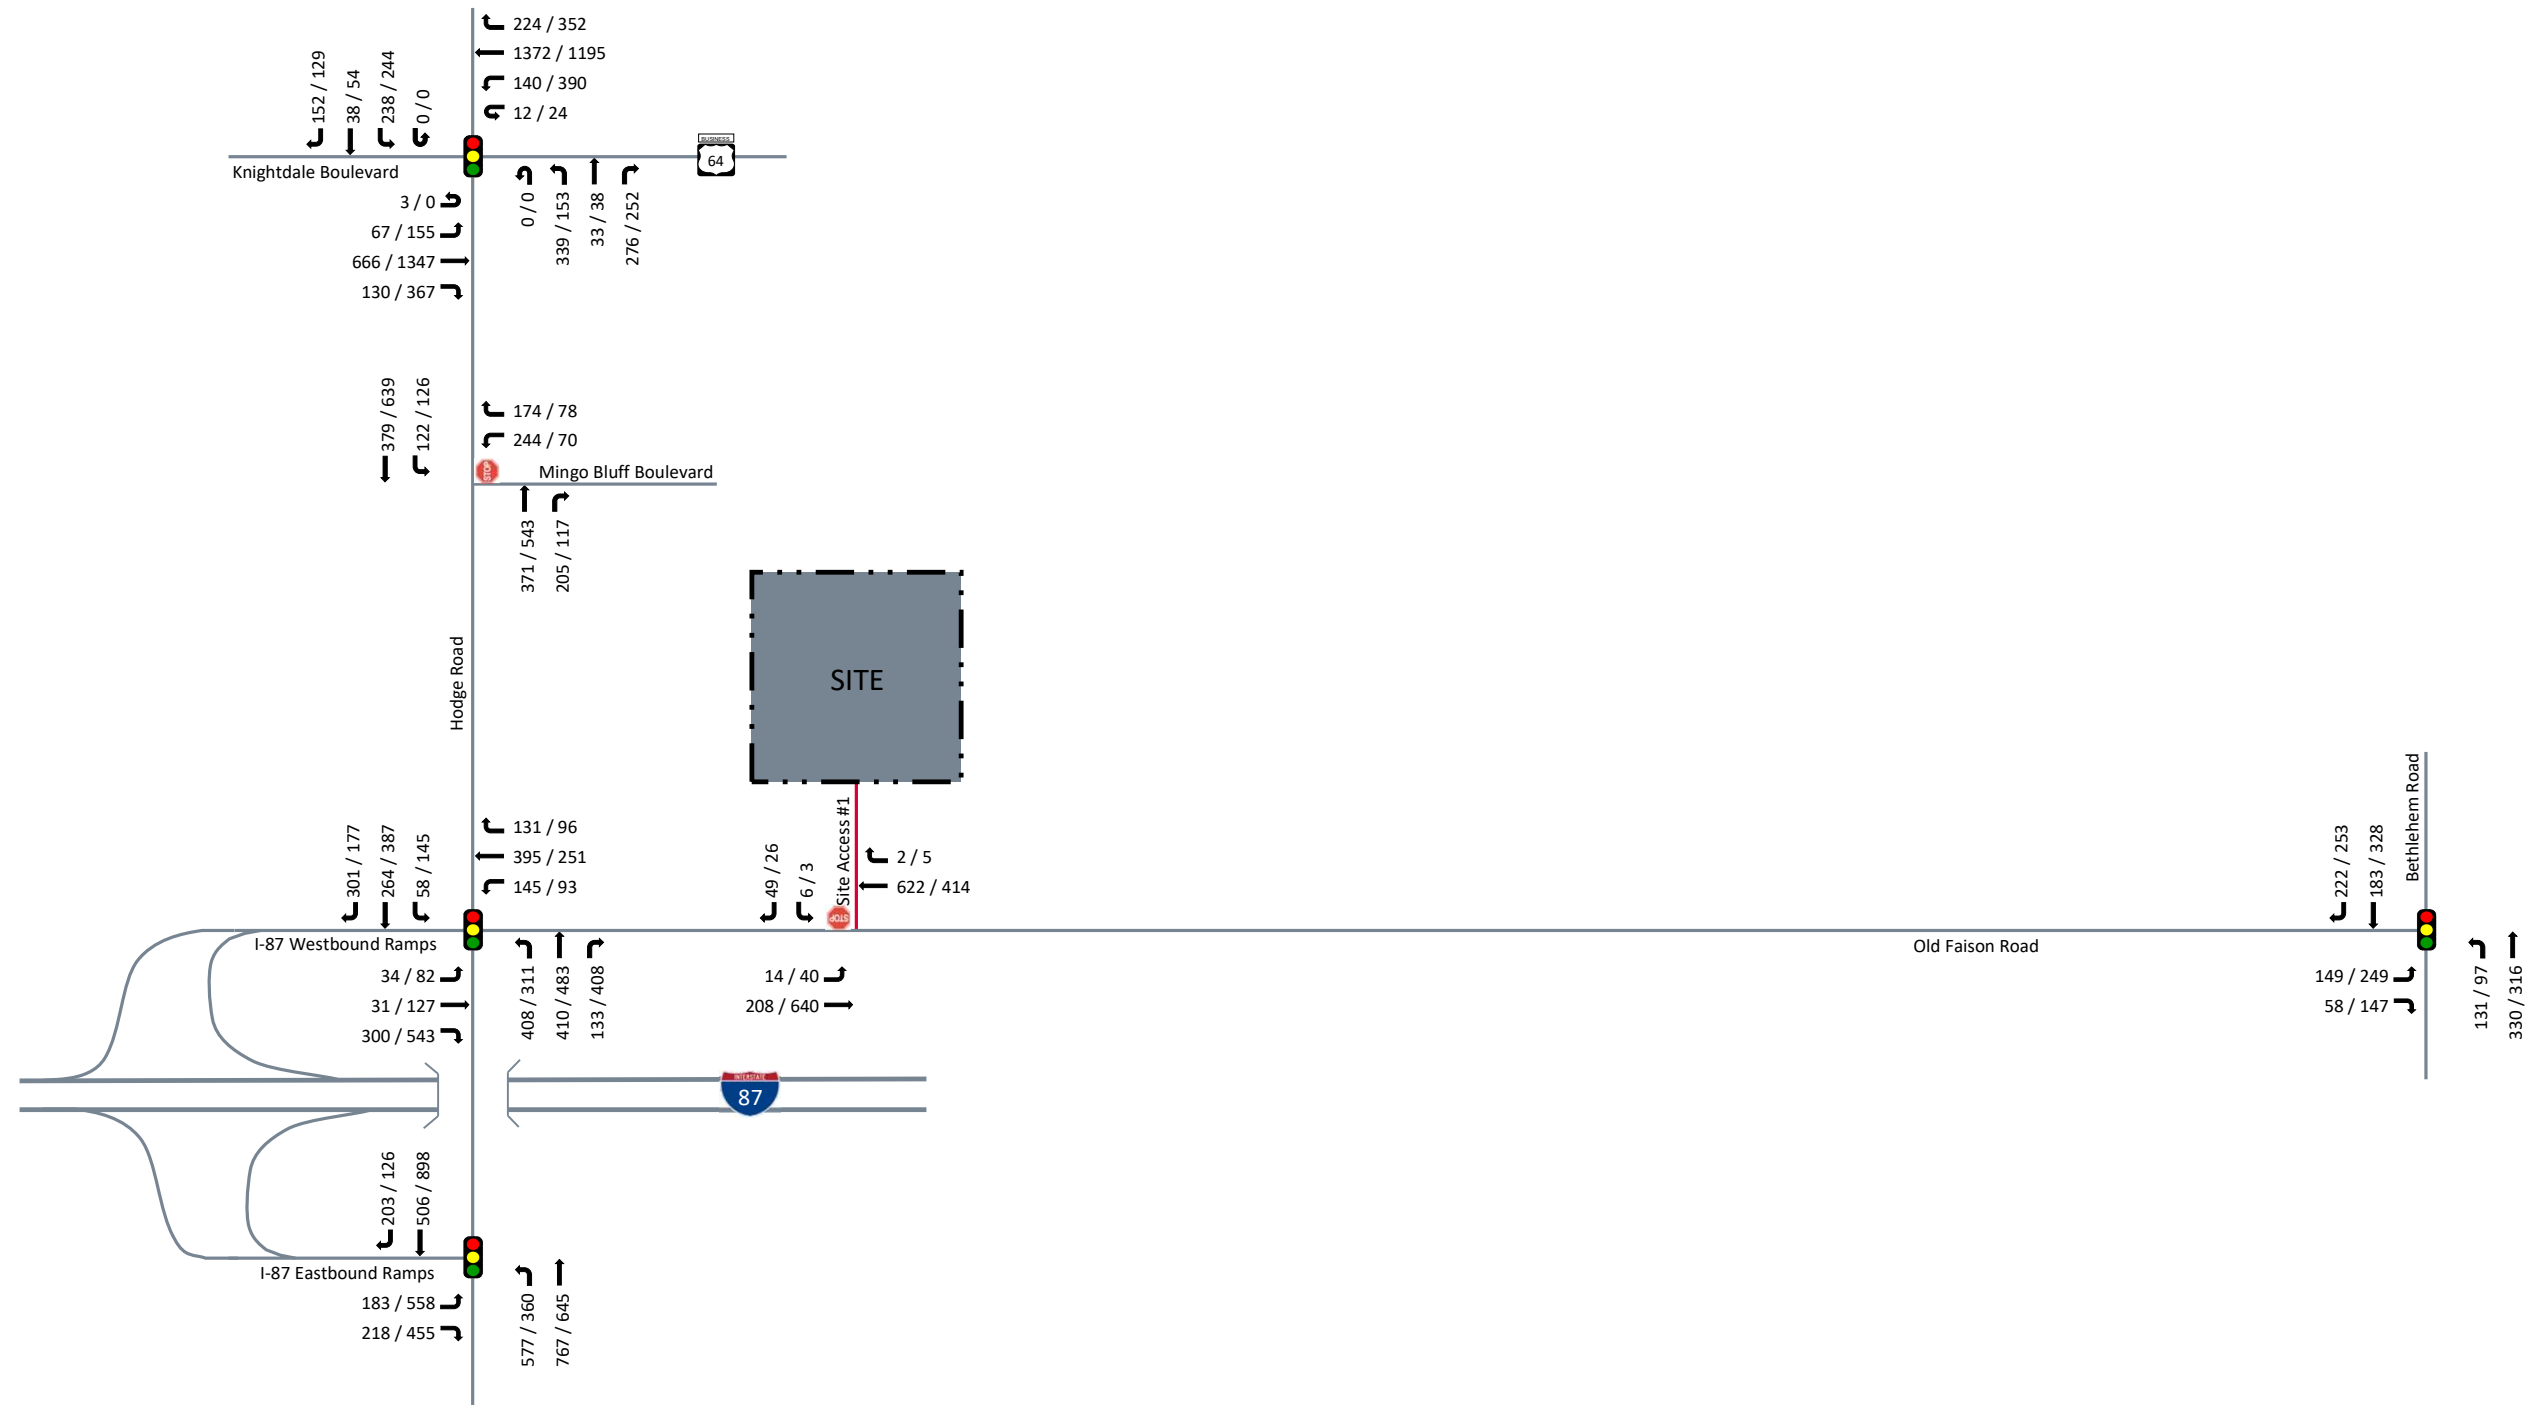 224 / 352
1372 / 1195
140 / 390
12 / 24
152 / 129
38 / 54
238 / 244
0 / 0
Knightdale Boulevard
BUSINESS
64
3 / 0
67 / 155
666 / 1347
130 / 367
0 / 0
339 / 153
33 / 38
276 / 252
379 / 639
122 / 126
174 / 78
244 / 70
STOP
Mingo Bluff Boulevard
371 / 543
205 / 117
Hodge Road
SITE
Site Access #1
301 / 177
264 / 387
58 / 145
131 / 96
395 / 251
145 / 93
49 / 26
6 / 3
STOP
2 / 5
622 / 414
222 / 253
183 / 328
Bethlehem Road
I-87 Westbound Ramps
Old Faison Road
34 / 82
31 / 127
300 / 543
408 / 311
410 / 483
133 / 408
14 / 40
208 / 640
149 / 249
58 / 147
131 / 97
330 / 316
INTERSTATE
87
203 / 126
506 / 898
I-87 Eastbound Ramps
183 / 558
218 / 455
577 / 360
767 / 645